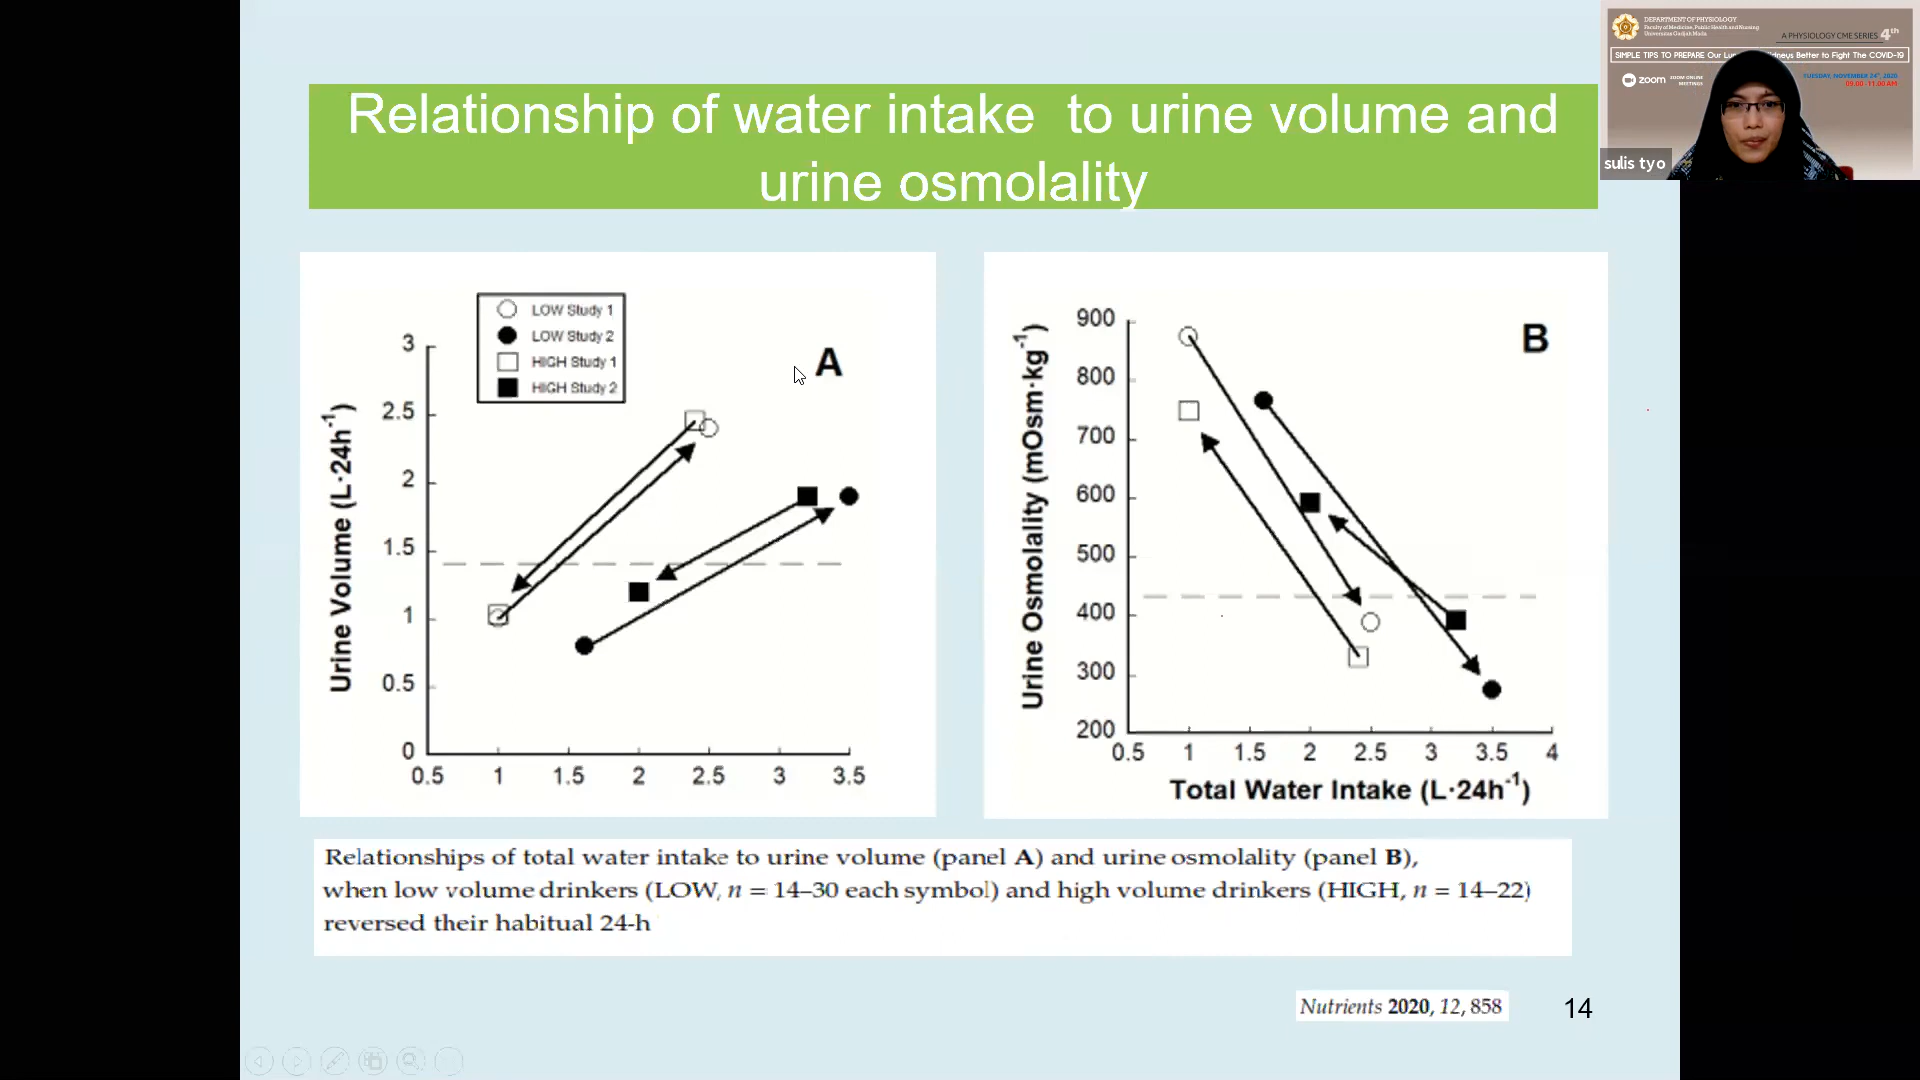 Relationship of water intake to urine volume and
urine osmolality
DEPARTMENT OF PHYSIOLOGY
Faculty of Medicine, Public Health and Nursing
Universitas Gadjah Mada
A PHYSIOLOGY CME SERIES 4th
SIMPLE TIPS TO PREPARE Our Lu idneys Better to Fight The COVID-19
zoom ZOOM ONLINE MEETINGS
TUESDAY, NOVEMBER 24th, 2020
09.00 - 11.00 AM
sulis tyo
LOW Study 1
LOW Study 2
HIGH Study 1
HIGH Study 2
A
Urine Volume (L·24h-1)
3
2.5
2
1.5
1
0.5
0
0.5 1 1.5 2 2.5 3 3.5
B
Urine Osmolality (mOsm·kg-1)
900
800
700
600
500
400
300
200
0.5 1 1.5 2 2.5 3 3.5 4
Total Water Intake (L·24h-1)
Relationships of total water intake to urine volume (panel A) and urine osmolality (panel B),
when low volume drinkers (LOW, n = 14–30 each symbol) and high volume drinkers (HIGH, n = 14–22)
reversed their habitual 24-h
Nutrients 2020, 12, 858
14